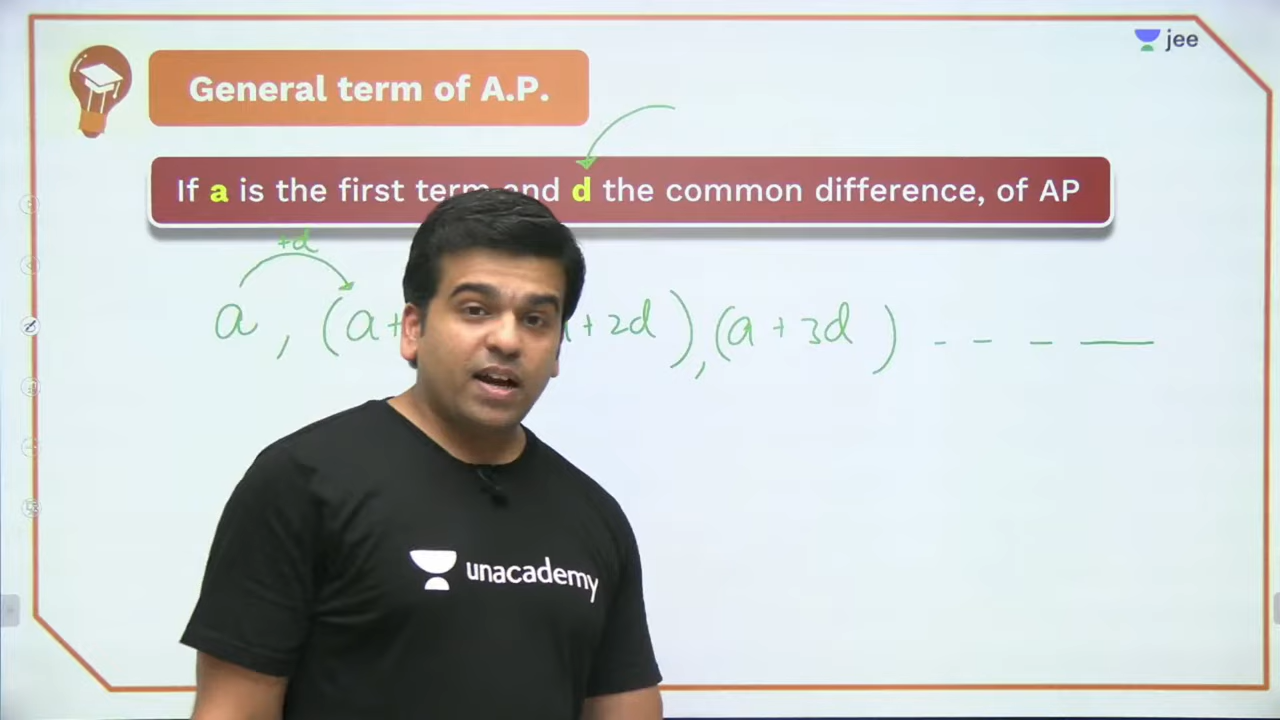 jee
General term of A.P.
If a is the first term and d the common difference, of AP
+d
a , (a+ + 2d ) , (a + 3d ) - - - —
unacademy